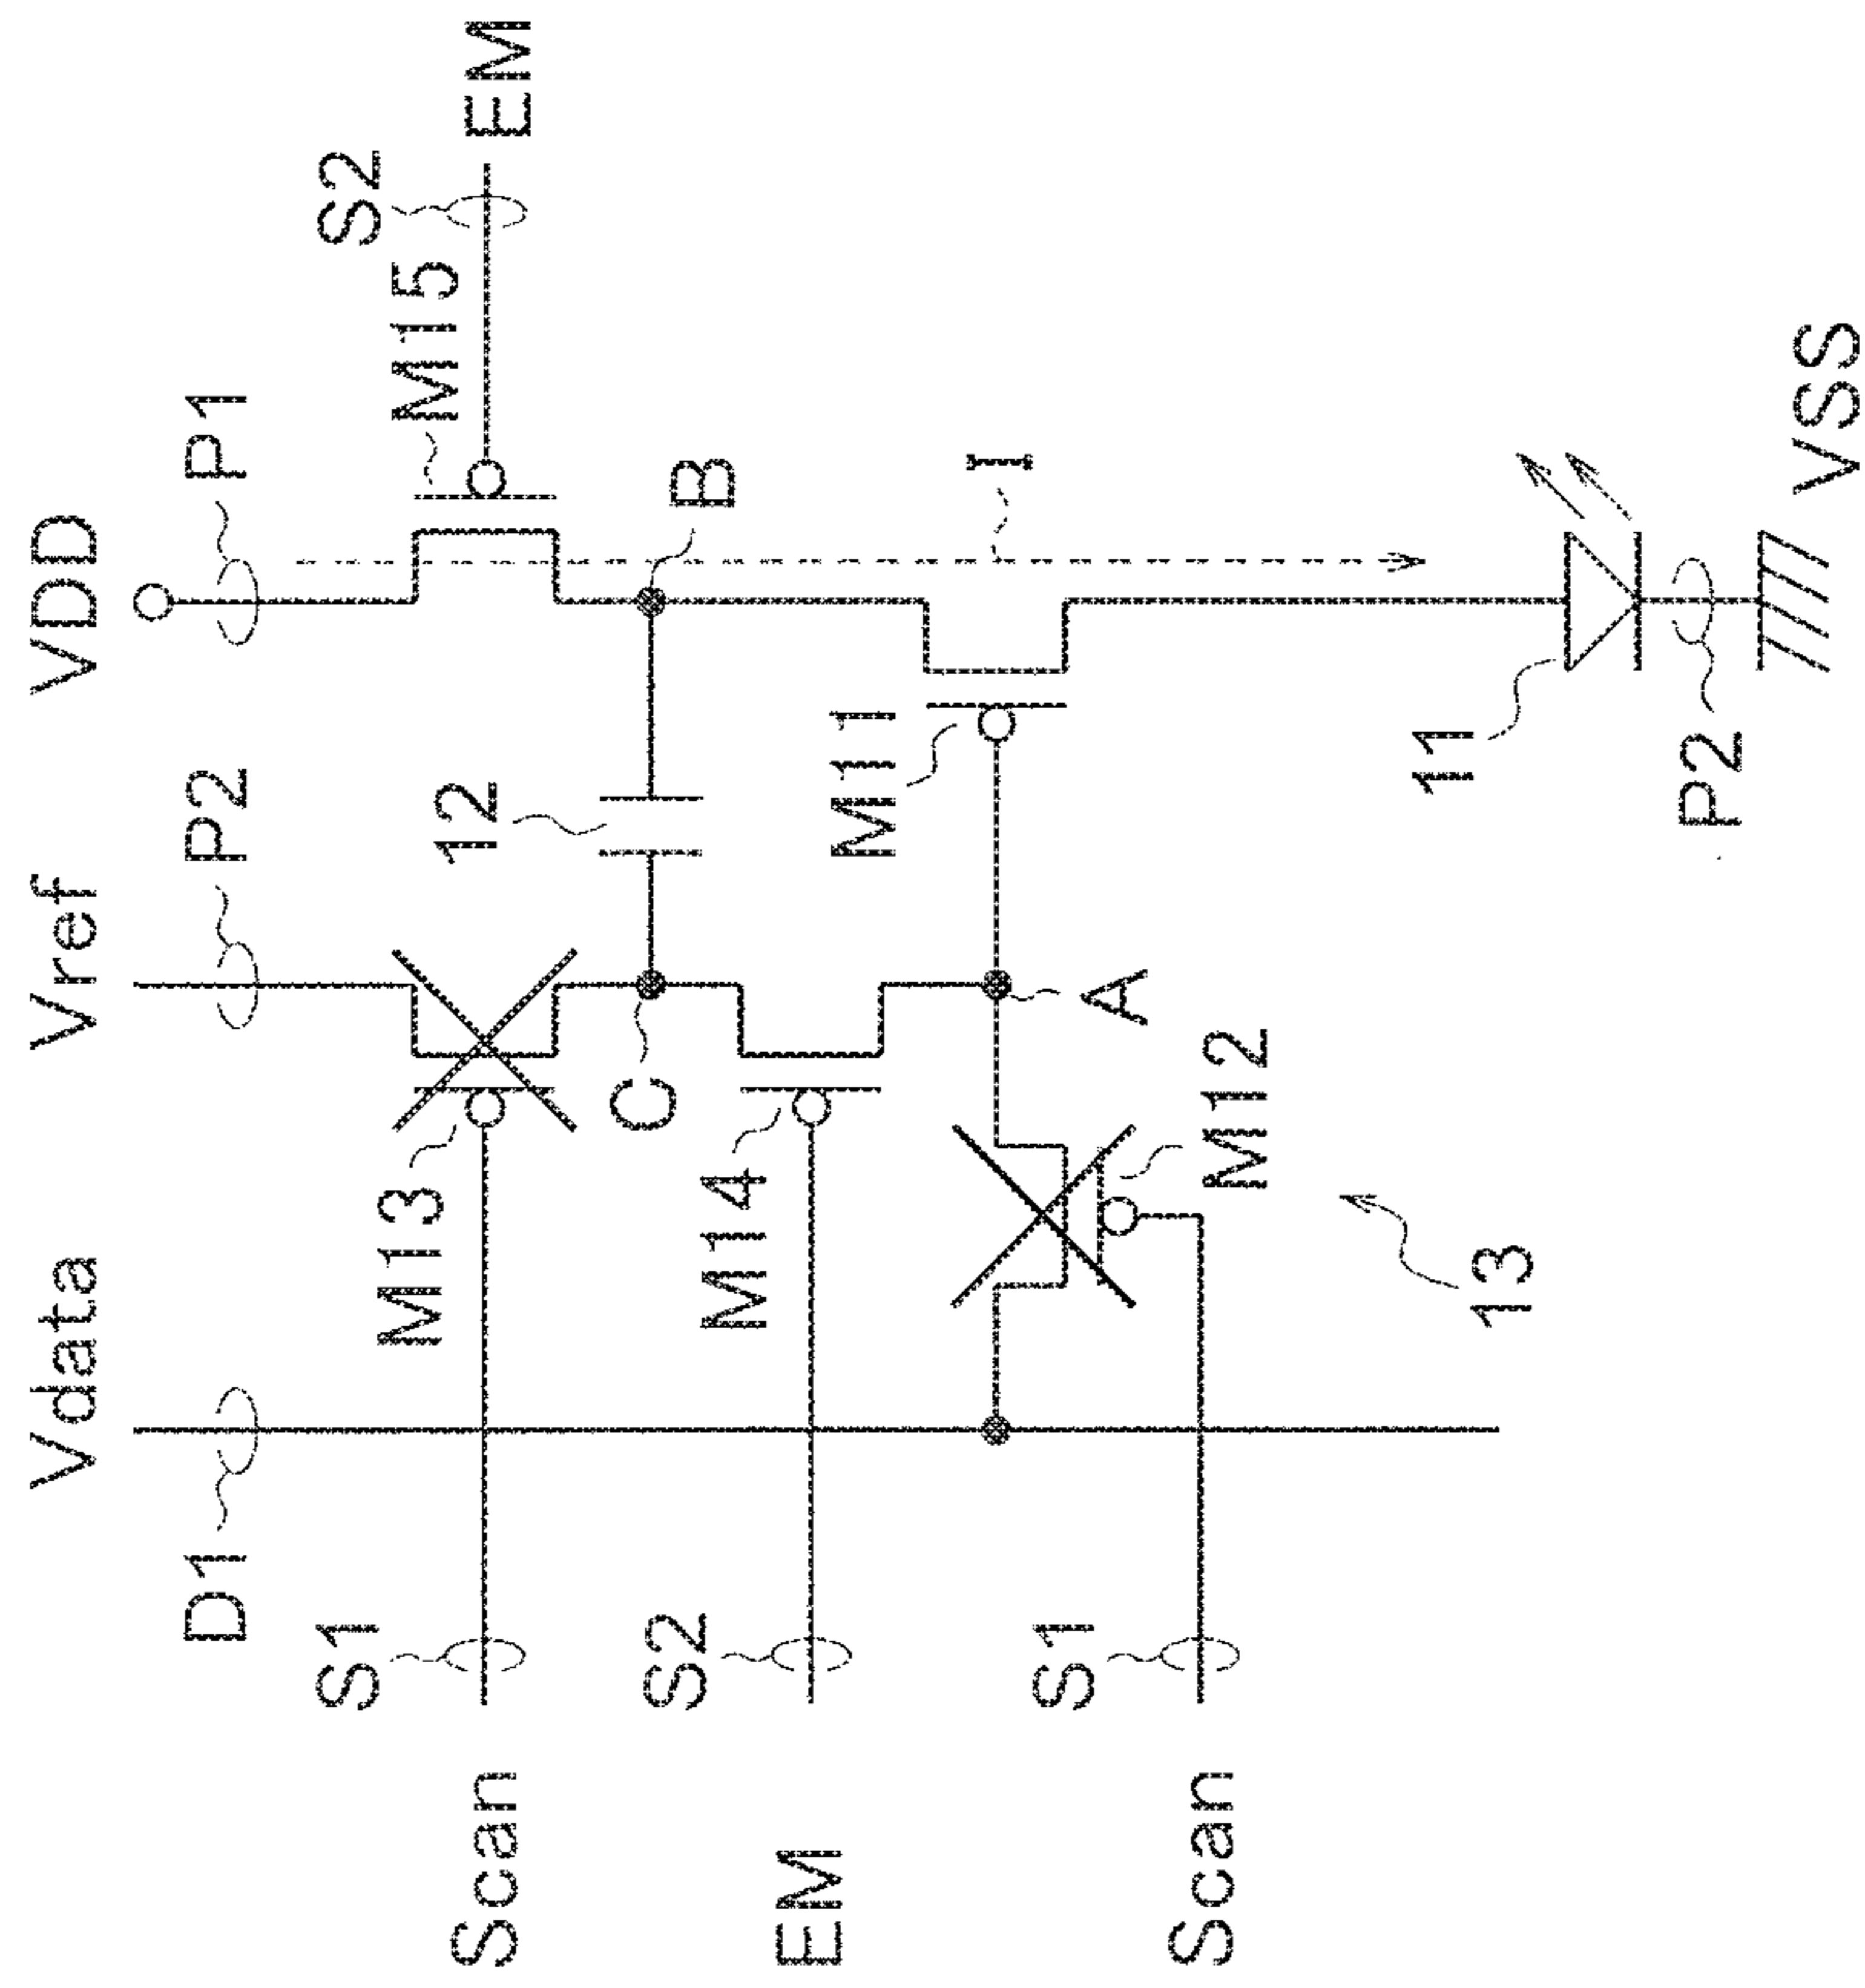 Vdata
Vref
VDD
D1
P2
P1
S1
M13
12
M15
S2
EM
Scan
C
B
S2
M14
M11
I
EM
A
S1
M12
Scan
13
11
P2
VSS